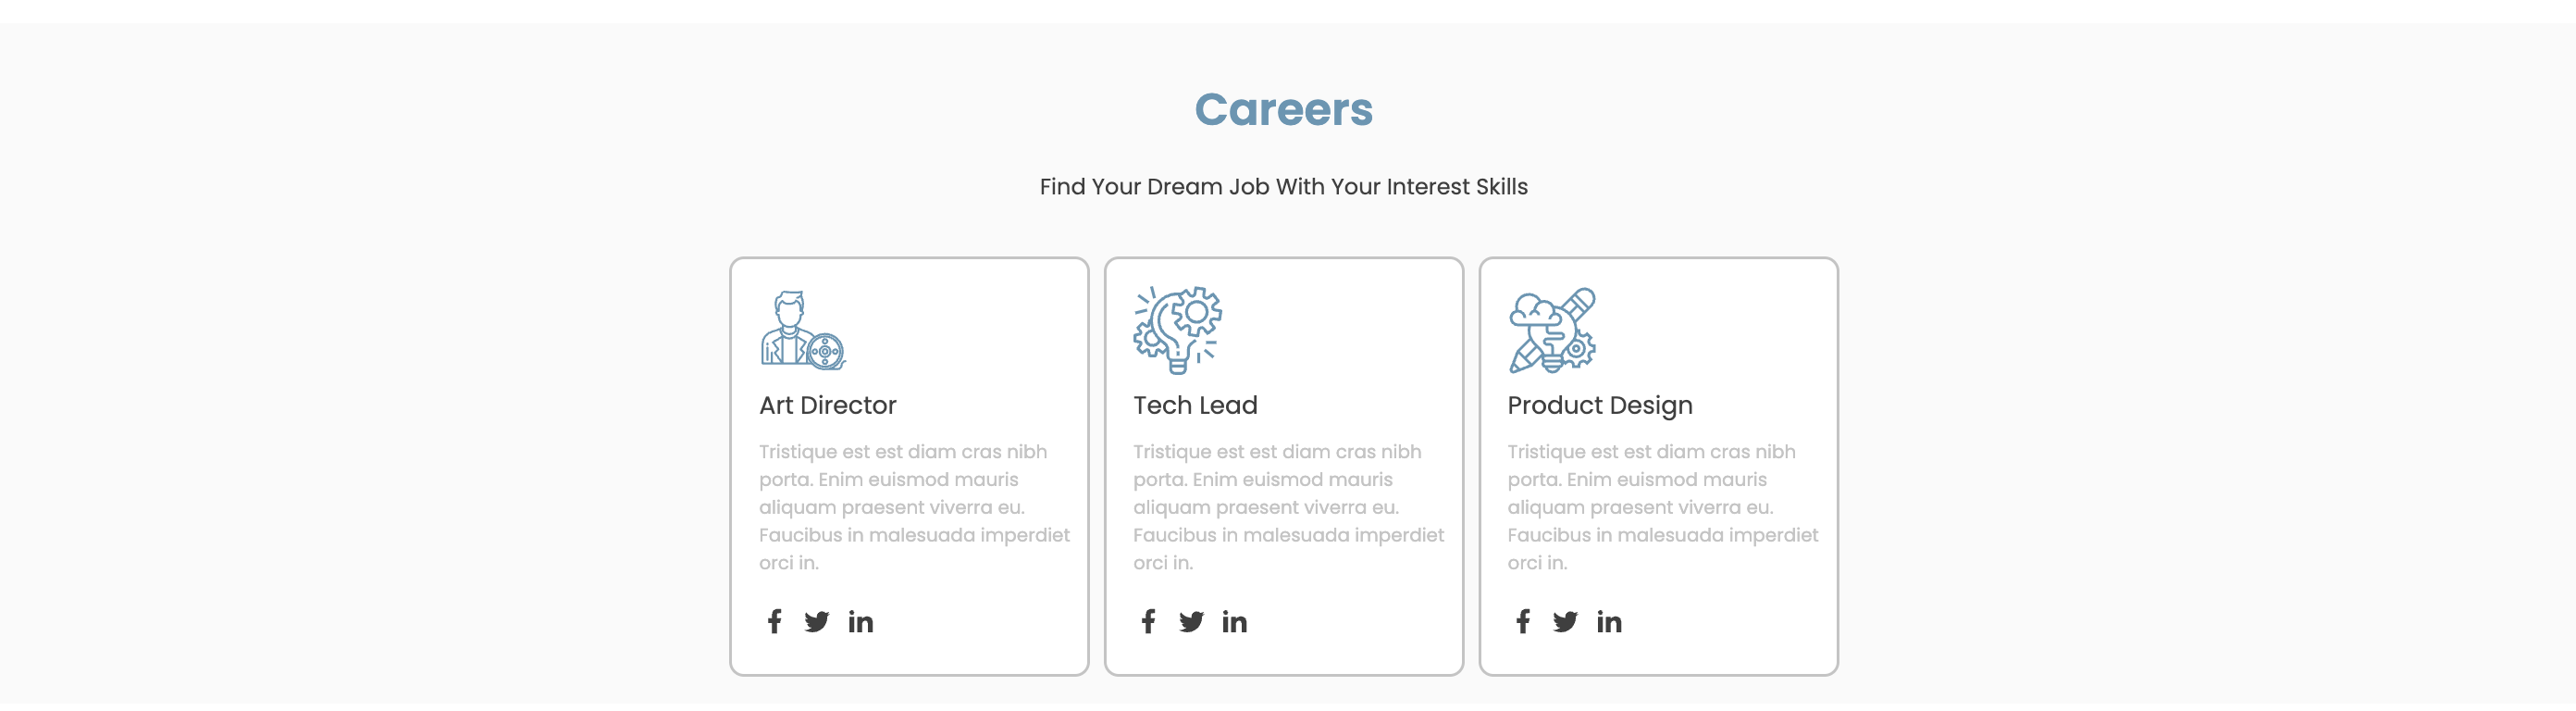 Careers
Find Your Dream Job With Your Interest Skills
Art Director
Tristique est est diam cras nibh
porta. Enim euismod mauris
aliquam praesent viverra eu.
Faucibus in malesuada imperdiet
orci in.
Tech Lead
Tristique est est diam cras nibh
porta. Enim euismod mauris
aliquam praesent viverra eu.
Faucibus in malesuada imperdiet
orci in.
Product Design
Tristique est est diam cras nibh
porta. Enim euismod mauris
aliquam praesent viverra eu.
Faucibus in malesuada imperdiet
orci in.